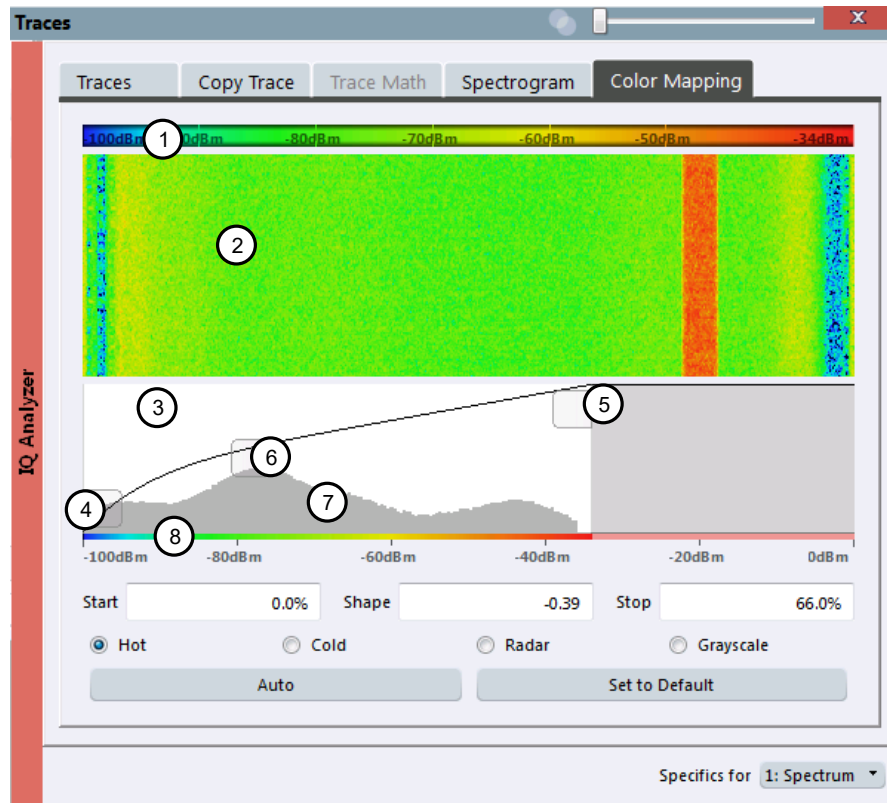 Traces
x
IQ Analyzer
Traces Copy Trace Trace Math Spectrogram Color Mapping
-100dBm 1 0dBm -80dBm -70dBm -60dBm -50dBm -34dBm
2
3
5
6
4
7
8
-100dBm -80dBm -60dBm -40dBm -20dBm 0dBm
Start 0.0% Shape -0.39 Stop 66.0%
Hot Cold Radar Grayscale
Auto Set to Default
Specifics for 1: Spectrum